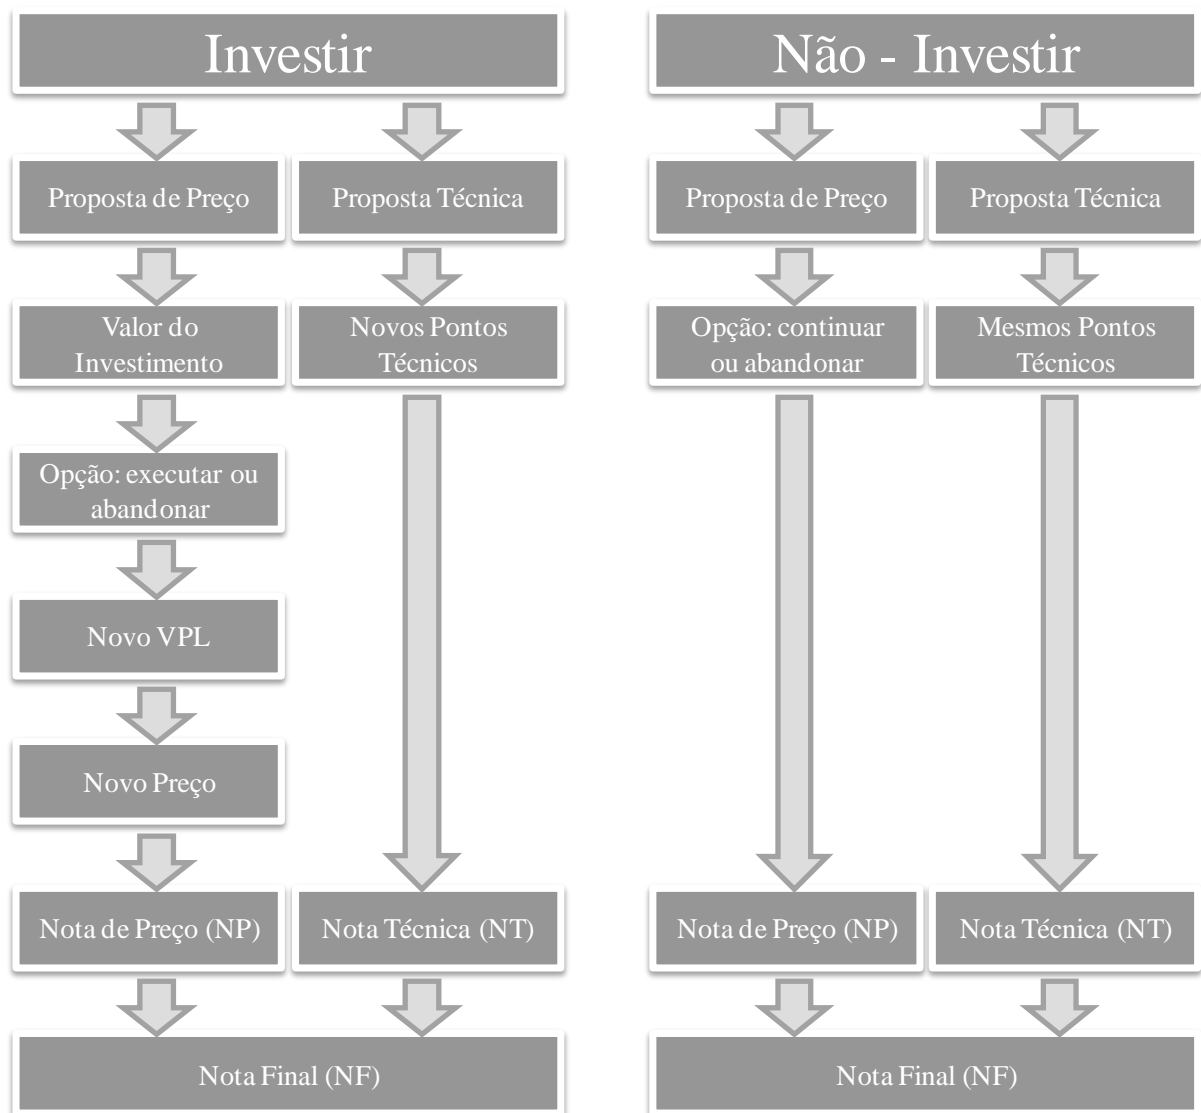 Investir
Não - Investir
Proposta de Preço
Proposta Técnica
Proposta de Preço
Proposta Técnica
Valor do
Investimento
Novos Pontos
Técnicos
Opção: continuar
ou abandonar
Mesmos Pontos
Técnicos
Opção: executar ou
abandonar
Novo VPL
Novo Preço
Nota de Preço (NP)
Nota Técnica (NT)
Nota de Preço (NP)
Nota Técnica (NT)
Nota Final (NF)
Nota Final (NF)